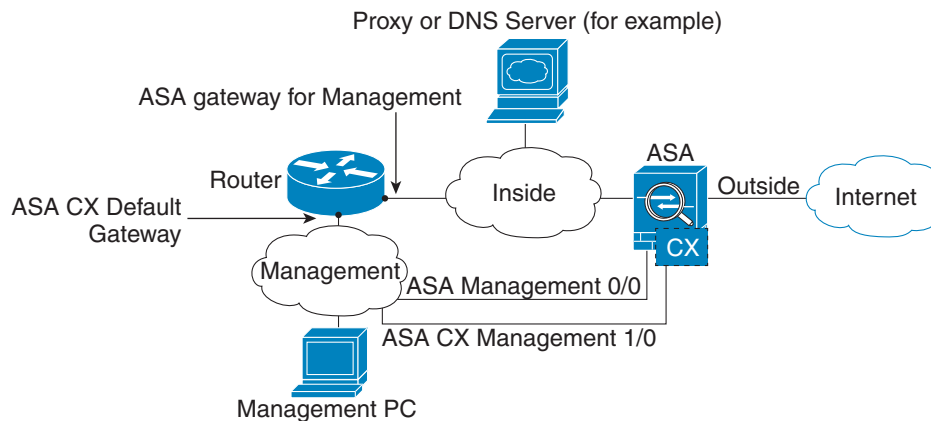 Proxy or DNS Server (for example)
ASA gateway for Management
ASA
Router
Inside
Outside
Internet
ASA CX Default
Gateway
CX
Management
ASA Management 0/0
ASA CX Management 1/0
Management PC